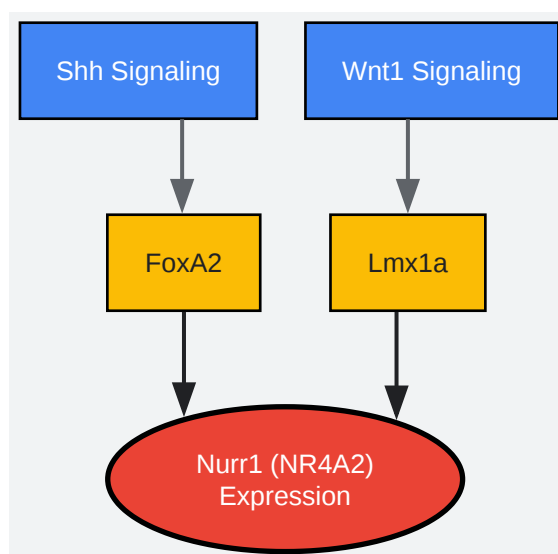 Shh Signaling
Wnt1 Signaling
FoxA2
Lmx1a
Nurr1 (NR4A2)
Expression